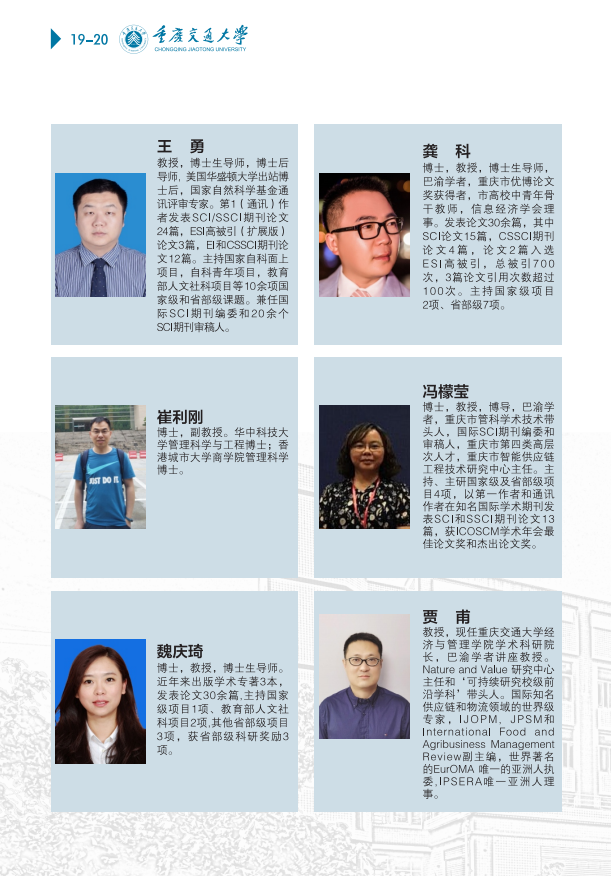 19-20
重庆交通大学
CHONGQING JIAOTONG UNIVERSITY
王 勇
教授，博士生导师，博士后
导师，美国华盛顿大学出站博
士后，国家自然科学基金通
讯评审专家。第1（通讯）作
者发表SCI/SSCI期刊论文
24篇，ESI高被引（扩展版）
论文3篇，EI和CSSCI期刊论
文12篇。主持国家自科面上
项目，自科青年项目，教育
部人文社科项目等10余项国
家级和省部级课题。兼任国
际SCI期刊编委和20余个
SCI期刊审稿人。
龚 科
博士，教授，博士生导师，
巴渝学者，重庆市优博论文
奖获得者，市高校中青年骨
干教师，信息经济学会理
事。发表论文30余篇，其中
SCI论文15篇，CSSCI期刊
论文4篇，论文2篇入选
ESI高被引，总被引700
次，3篇论文引用次数超过
100次。主持国家级项目
2项、省部级7项。
崔利刚
博士，副教授。华中科技大
学管理科学与工程博士；香
港城市大学商学院管理科学
博士。
JUST DO IT.
冯檬莹
博士，教授，博导，巴渝学
者，重庆市管科学术技术带
头人，国际SCI期刊编委和
审稿人，重庆市第四类高层
次人才，重庆市智能供应链
工程技术研究中心主任。主
持、主研国家级及省部级项
目4项，以第一作者和通讯
作者在知名国际学术期刊发
表SCI和SSCI期刊论文13
篇，获ICOSCM学术年会最
佳论文奖和杰出论文奖。
魏庆琦
博士，教授，博士生导师。
近年来出版学术专著3本，
发表论文30余篇,主持国家
级项目1项、教育部人文社
科项目2项,其他省部级项目
3项，获省部级科研奖励3
项。
贾 甫
教授，现任重庆交通大学经
济与管理学院学术科研院
长，巴渝学者讲座教授。
Nature and Value 研究中心
主任和‘可持续研究校级前
沿学科’带头人。国际知名
供应链和物流领域的世界级
专家，IJOPM, JPSM和
International Food and
Agribusiness Management
Review副主编，世界著名
的EurOMA 唯一的亚洲人执
委,IPSERA唯一亚洲人理
事。